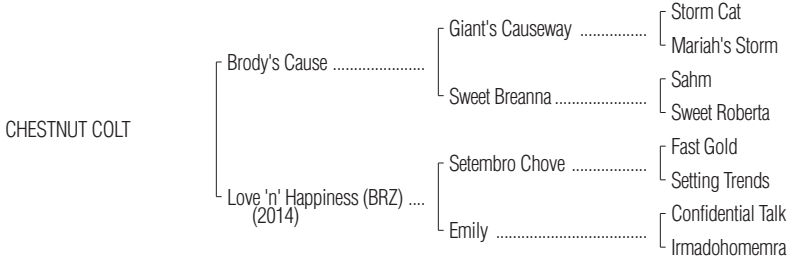 Storm Cat
Giant's Causeway ................
Mariah's Storm
Brody's Cause ......................
Sahm
Sweet Breanna ......................
Sweet Roberta
CHESTNUT COLT
Fast Gold
Setembro Chove ..................
Setting Trends
Love 'n' Happiness (BRZ) ....
(2014)
Confidential Talk
Emily ....................................
Irmadohomemra